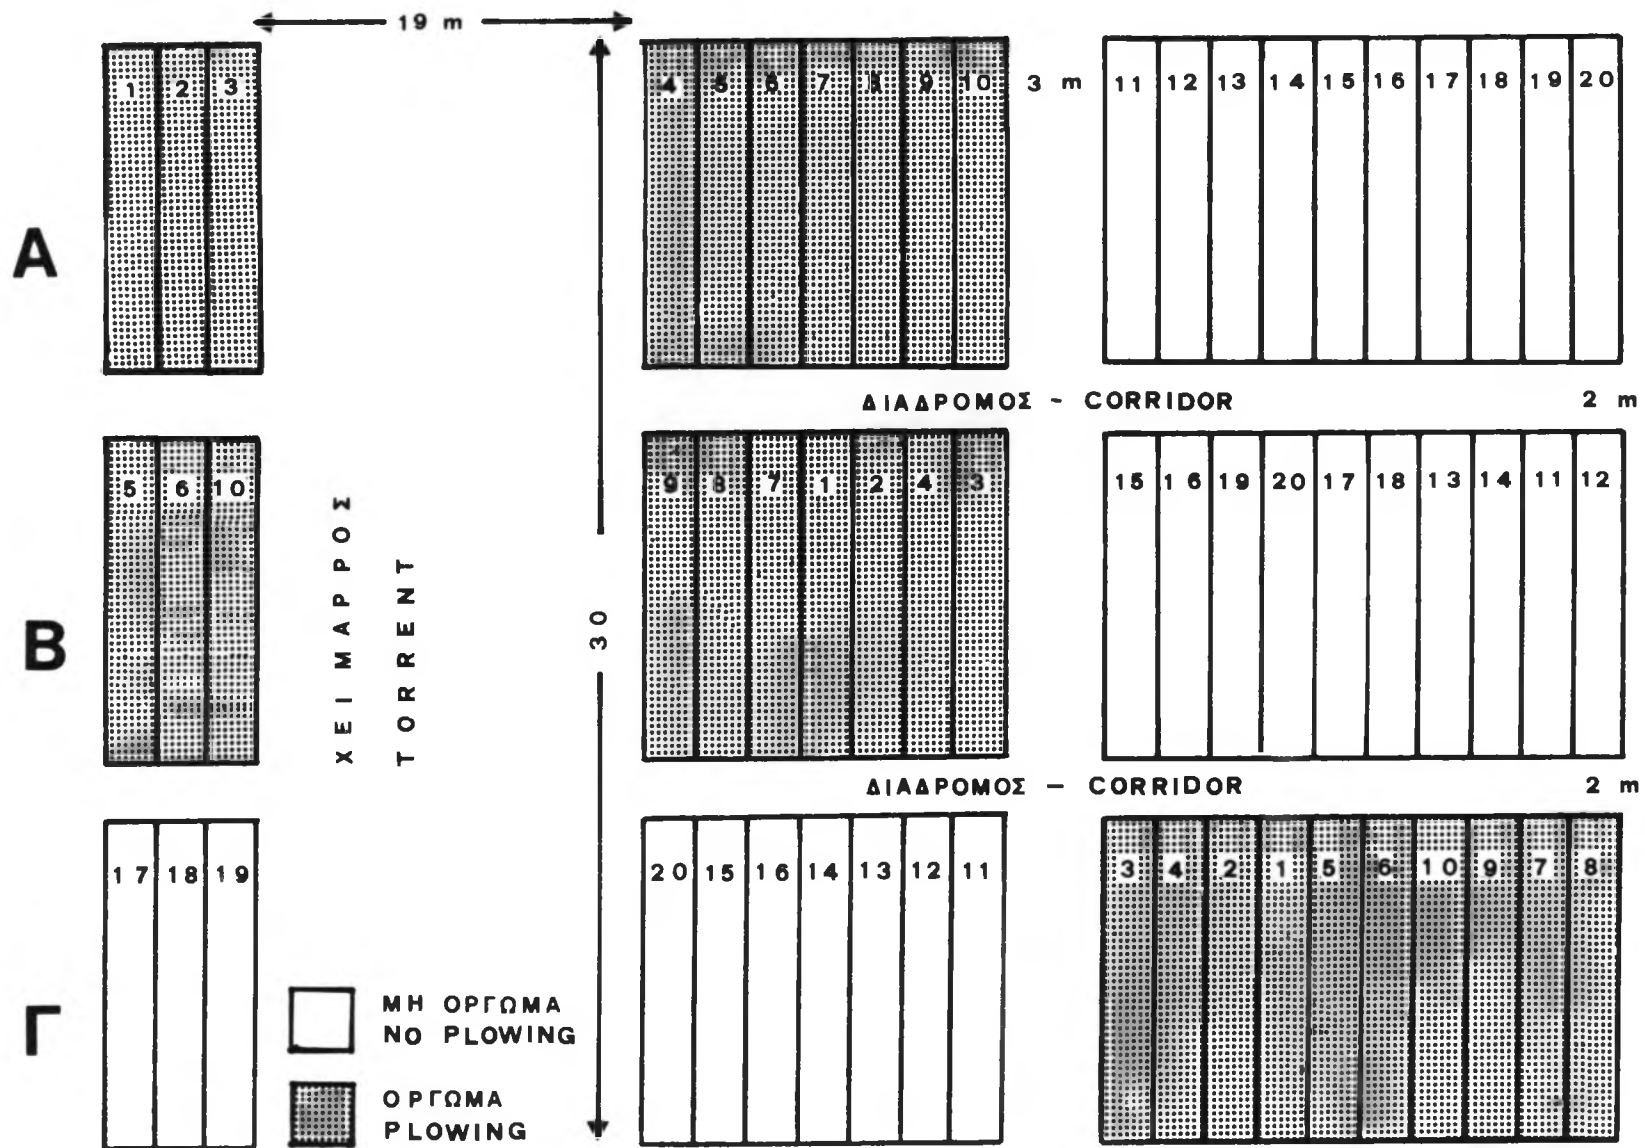 19 m
1 2 3 4 5 6 7 8 9 10 3 m 11 12 13 14 15 16 17 18 19 20
A
ΔΙΑΔΡΟΜΟΣ - CORRIDOR 2 m
5 6 10 9 8 7 1 2 4 3 15 16 19 20 17 18 13 14 11 12
B
ΧΕΙΜΑΡΡΟΣ
TORRENT
30
ΔΙΑΔΡΟΜΟΣ — CORRIDOR 2 m
17 18 19 20 15 16 14 13 12 11 3 4 2 1 5 6 10 9 7 8
Γ
ΜΗ ΟΡΓΩΜΑ
NO PLOWING
ΟΡΓΩΜΑ
PLOWING